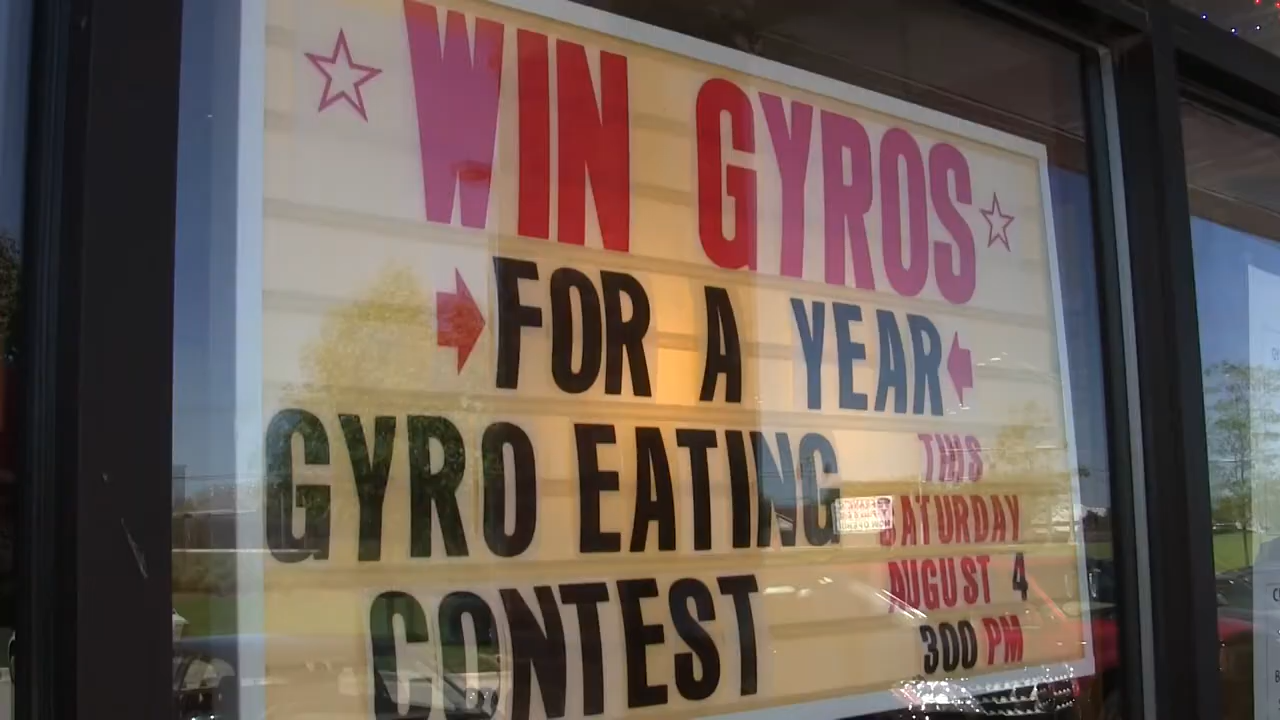 WIN GYROS
FOR A YEAR
GYRO EATING
CONTEST
THIS
SATURDAY
AUGUST 4
300 PM